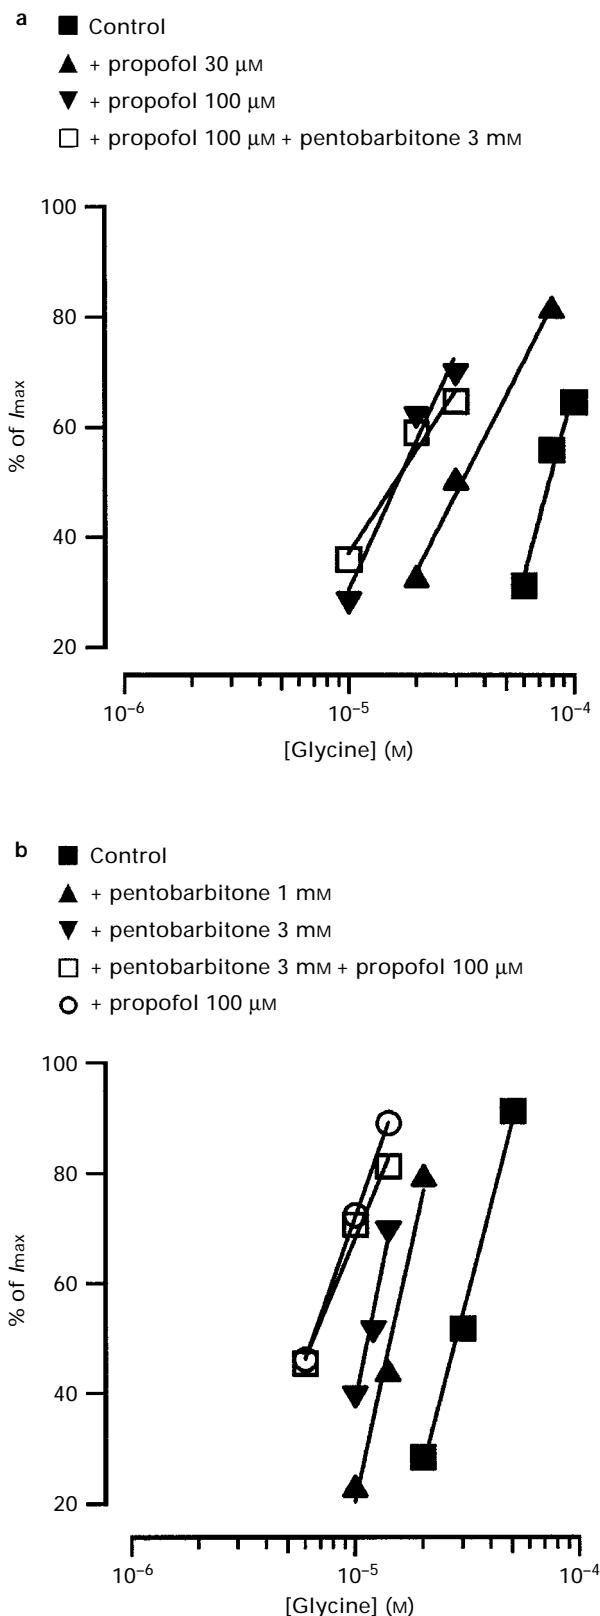 a
Control
+ propofol 30 µM
+ propofol 100 µM
+ propofol 100 µM + pentobarbitone 3 mM
100
80
60
40
20
% of Imax
10⁻⁶ 10⁻⁵ 10⁻⁴
[Glycine] (M)
b
Control
+ pentobarbitone 1 mM
+ pentobarbitone 3 mM
+ pentobarbitone 3 mM + propofol 100 µM
+ propofol 100 µM
100
80
60
40
20
% of Imax
10⁻⁶ 10⁻⁵ 10⁻⁴
[Glycine] (M)